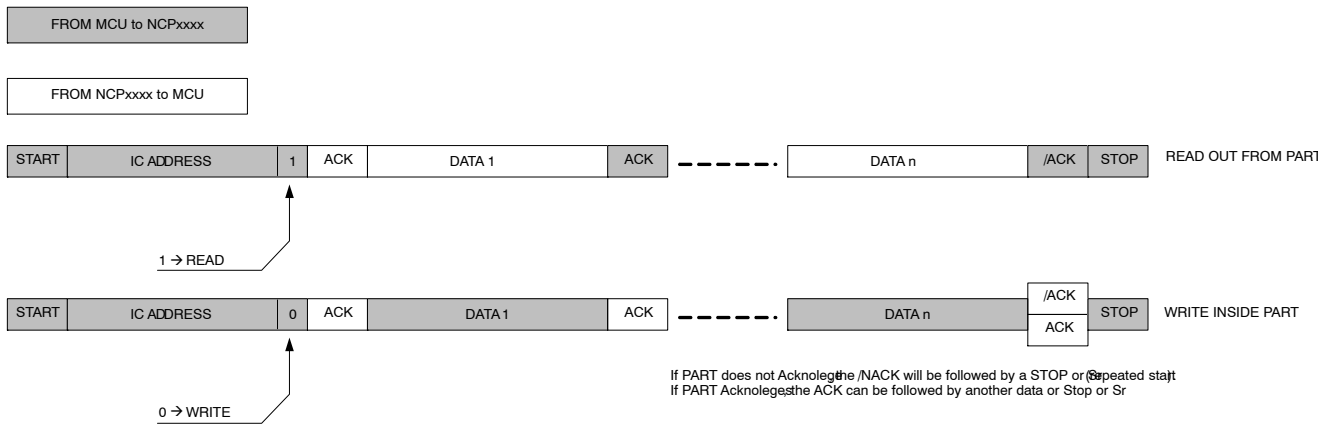 FROM MCU to NCPxxxx
FROM NCPxxxx to MCU
START IC ADDRESS 1 ACK DATA 1 ACK DATA n /ACK STOP READ OUT FROM PART
1 → READ
START IC ADDRESS 0 ACK DATA 1 ACK DATA n /ACK ACK STOP WRITE INSIDE PART
If PART does not Acknolege, the /NACK will be followed by a STOP or Sr (repeated start).
If PART Acknoleges, the ACK can be followed by another data or Stop or Sr
0 → WRITE